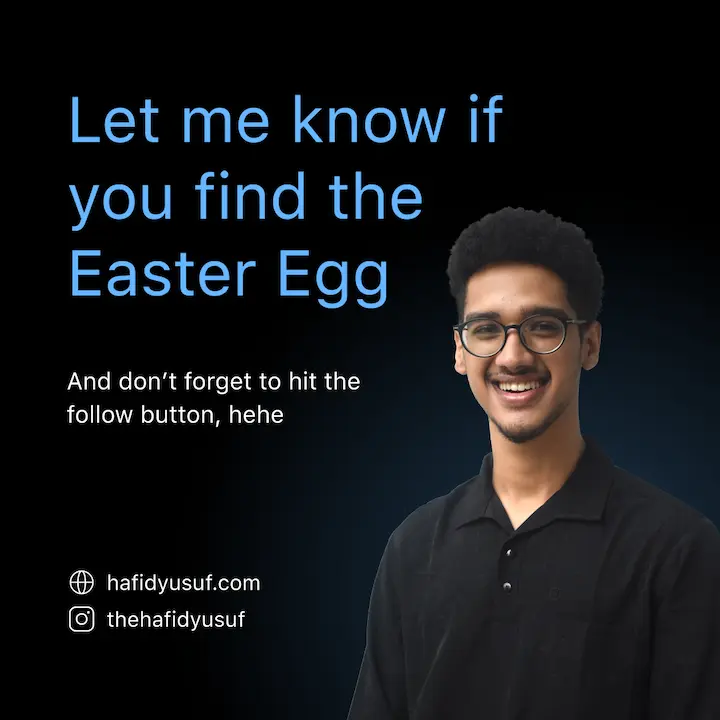 Let me know if
you find the
Easter Egg
And don’t forget to hit the
follow button, hehe
hafidyusuf.com
thehafidyusuf